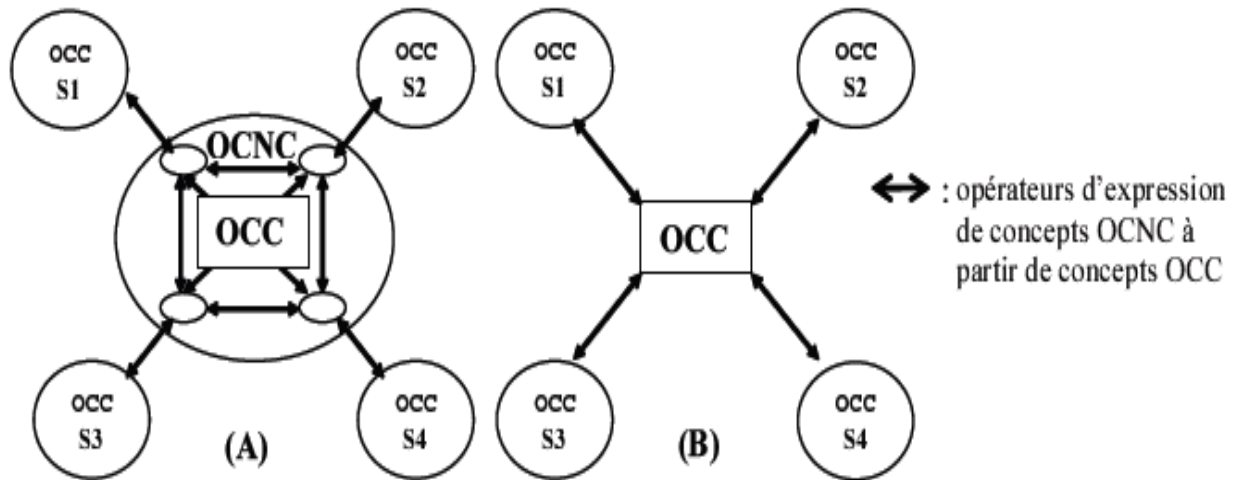 OCC
S1
OCC
S2
OCNC
OCC
OCC
S3
OCC
S4
(A)
OCC
S1
OCC
S2
OCC
OCC
S3
OCC
S4
(B)
: opérateurs d'expression
de concepts OCNC à
partir de concepts OCC